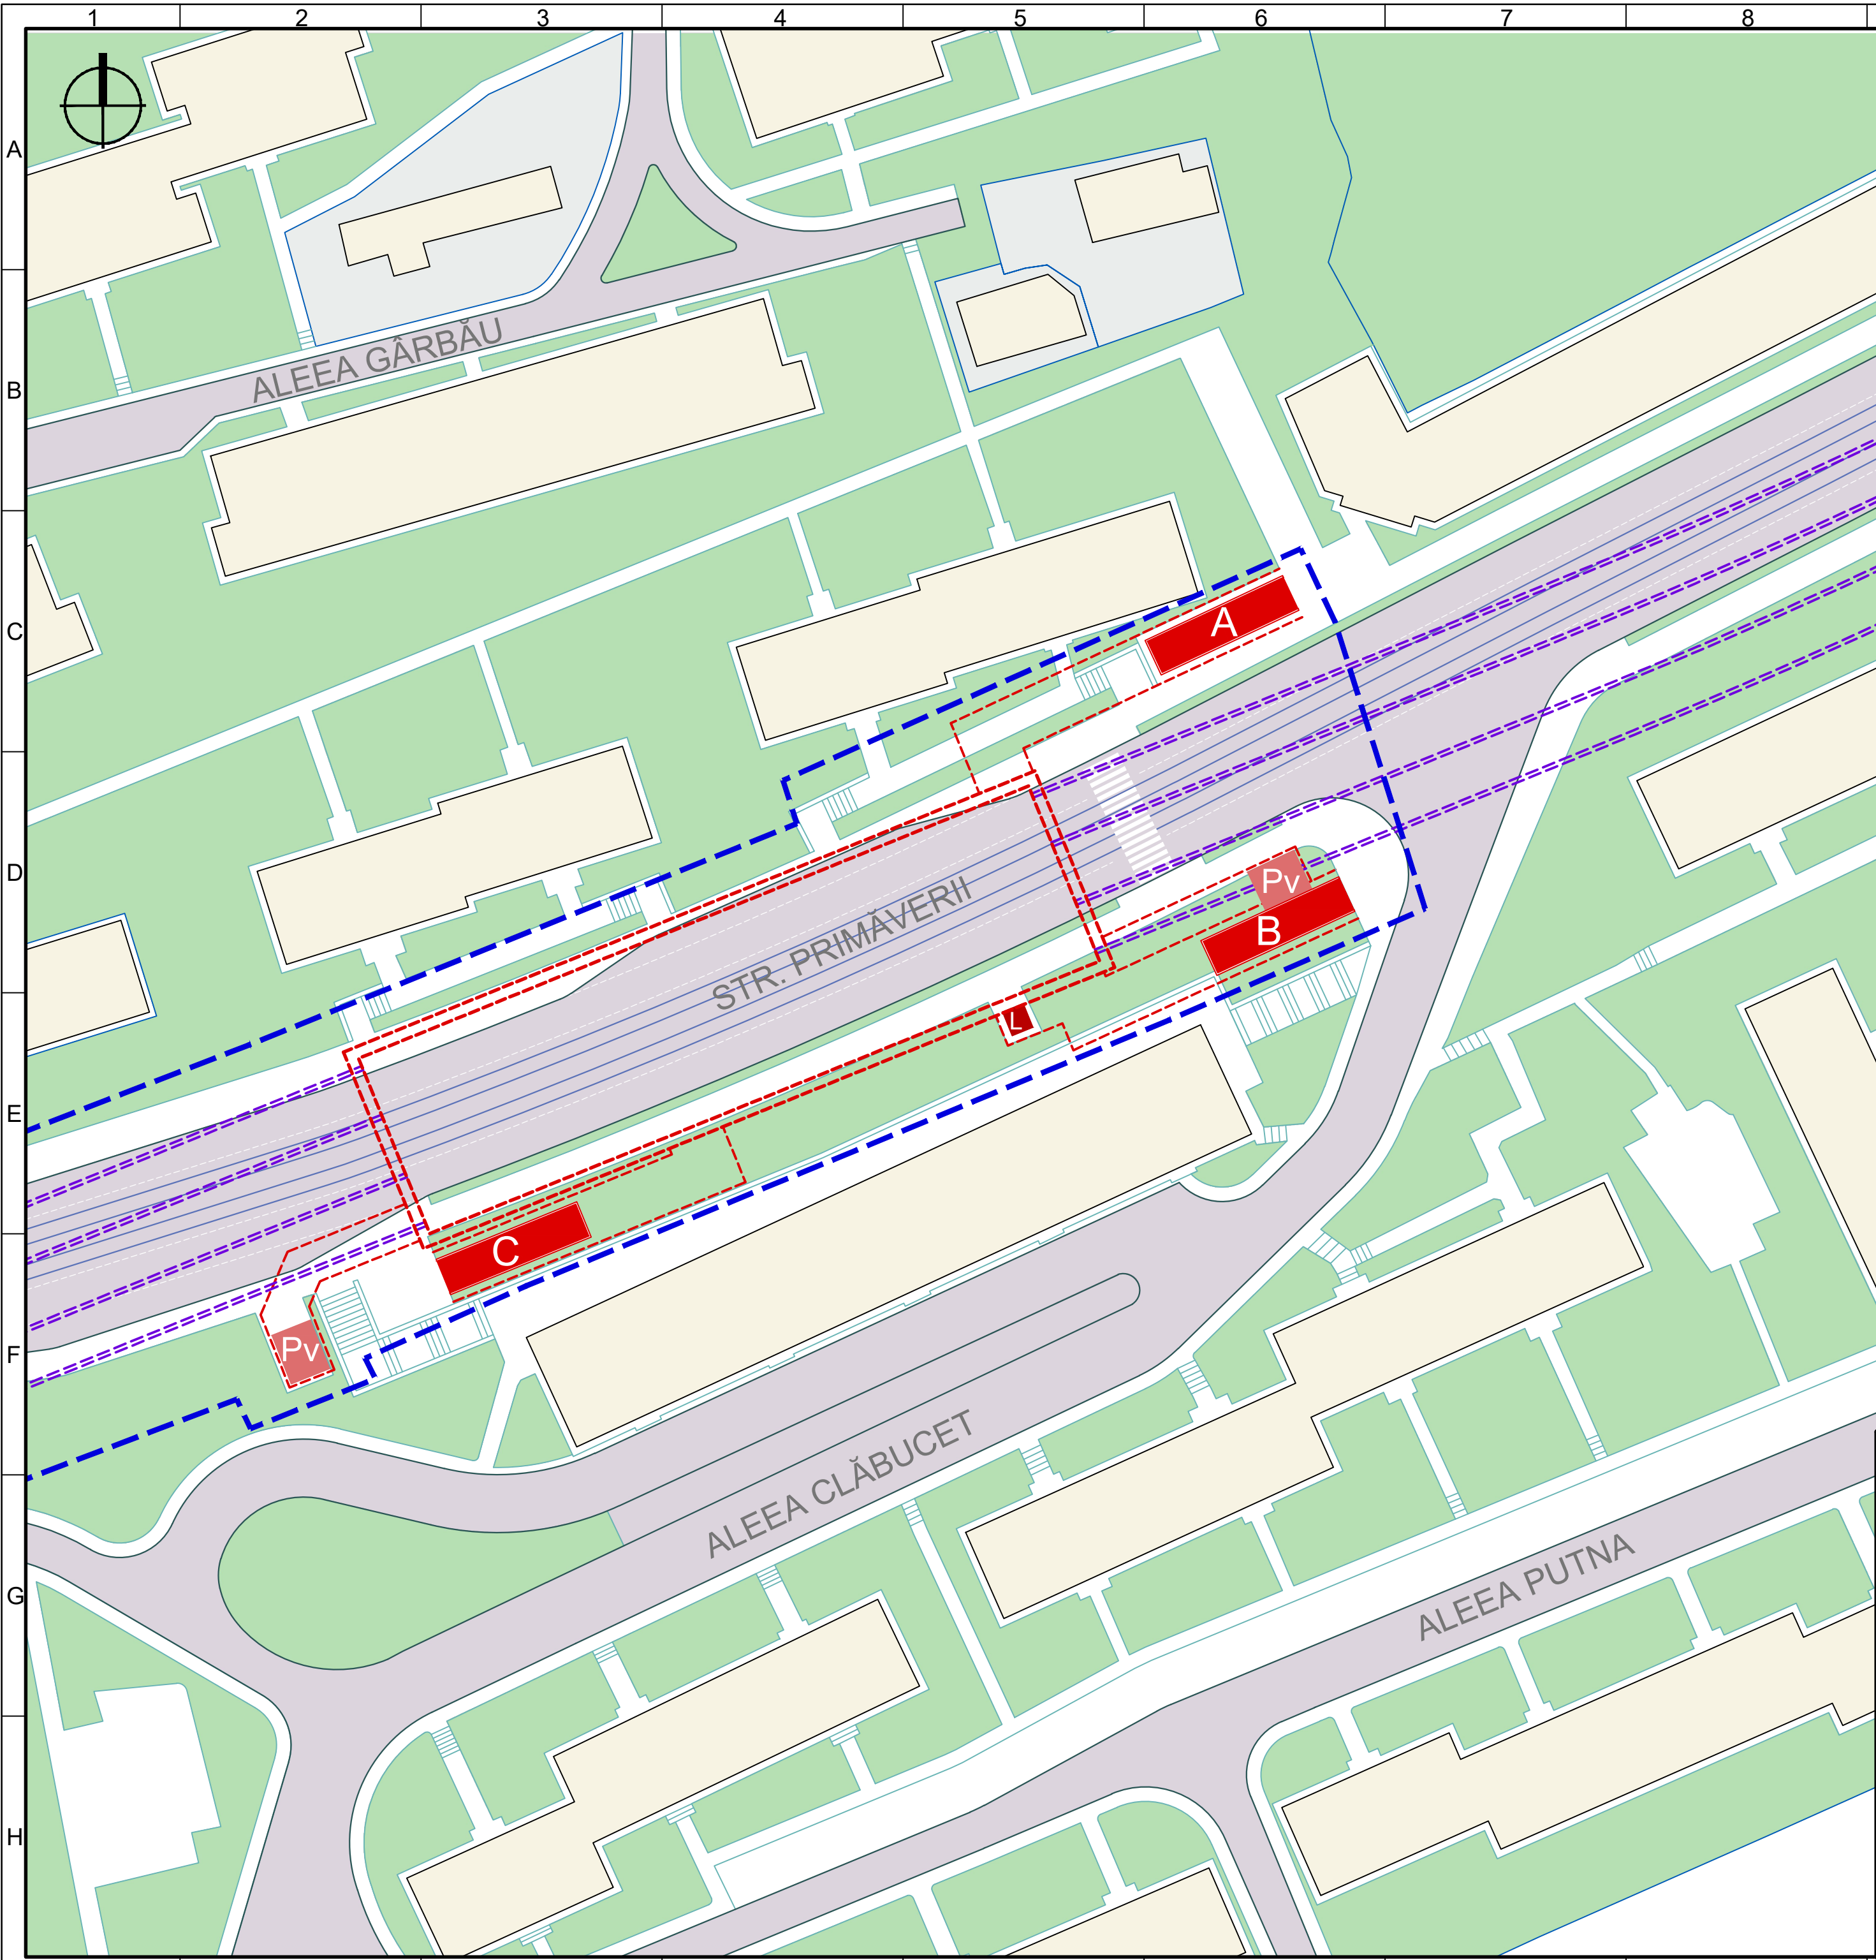 1 2 3 4 5 6 7 8
A
B
C
D
E
F
G
H
ALEEA GÂRBĂU
A
Pv
B
STR. PRIMĂVERII
L
C
Pv
ALEEA CLĂBUCET
ALEEA PUTNA